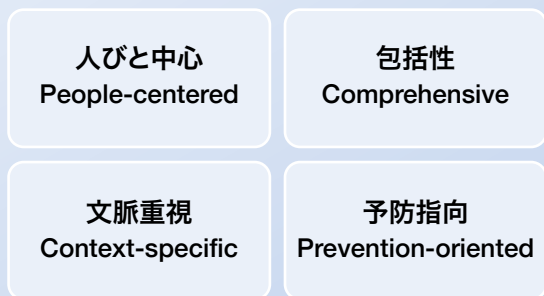 人びと中心
People-centered
包括性
Comprehensive
文脈重視
Context-specific
予防指向
Prevention-oriented